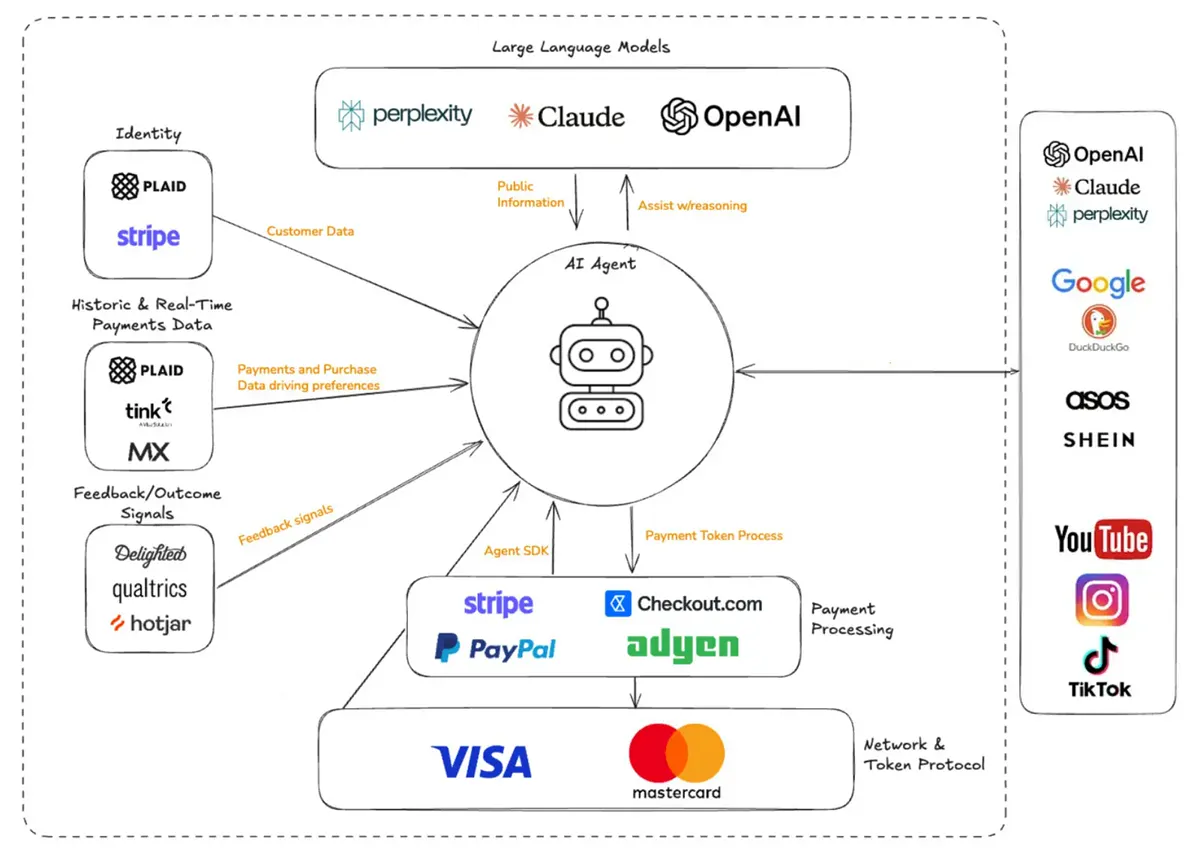 Large Language Models
perplexity
Claude
OpenAI
Identity
PLAID
stripe
Customer Data
Public
Information
Assist w/reasoning
AI Agent
Historic & Real-Time
Payments Data
PLAID
tink
MX
Payments and Purchase
Data driving preferences
Feedback/Outcome
Signals
Delighted
qualtrics
hotjar
Feedback signals
Agent SDK
Payment Token Process
stripe
Checkout.com
PayPal
adyen
Payment
Processing
VISA
mastercard
Network &
Token Protocol
OpenAI
Claude
perplexity
Google
DuckDuckGo
asos
SHEIN
YouTube
TikTok